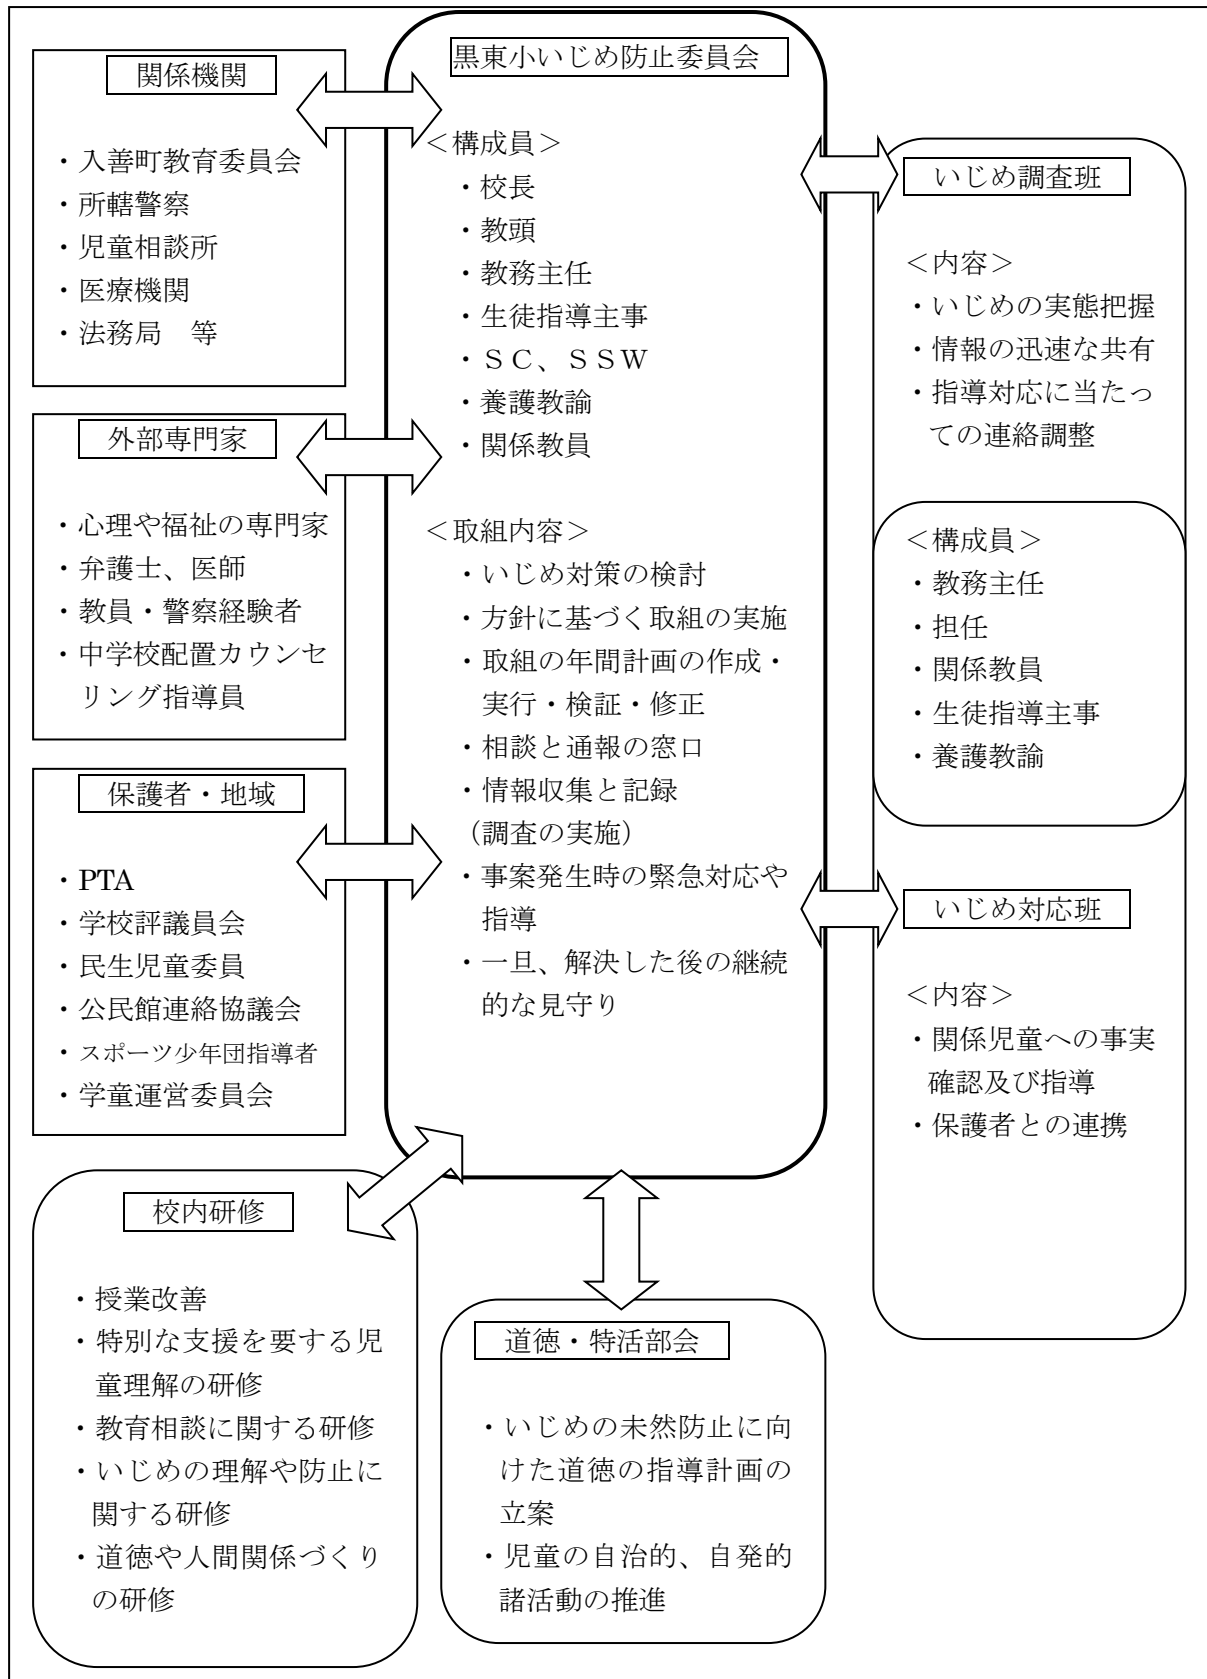 関係機関
・入善町教育委員会
・所轄警察
・児童相談所
・医療機関
・法務局　等
外部専門家
・心理や福祉の専門家
・弁護士、医師
・教員・警察経験者
・中学校配置カウンセ
リング指導員
保護者・地域
・PTA
・学校評議員会
・民生児童委員
・公民館連絡協議会
・スポーツ少年団指導者
・学童運営委員会
黒東小いじめ防止委員会
＜構成員＞
・校長
・教頭
・教務主任
・生徒指導主事
・ＳＣ、ＳＳＷ
・養護教諭
・関係教員
＜取組内容＞
・いじめ対策の検討
・方針に基づく取組の実施
・取組の年間計画の作成・
実行・検証・修正
・相談と通報の窓口
・情報収集と記録
（調査の実施）
・事案発生時の緊急対応や
指導
・一旦、解決した後の継続
的な見守り
いじめ調査班
＜内容＞
・いじめの実態把握
・情報の迅速な共有
・指導対応に当たっ
ての連絡調整
＜構成員＞
・教務主任
・担任
・関係教員
・生徒指導主事
・養護教諭
いじめ対応班
＜内容＞
・関係児童への事実
確認及び指導
・保護者との連携
校内研修
・授業改善
・特別な支援を要する児
童理解の研修
・教育相談に関する研修
・いじめの理解や防止に
関する研修
・道徳や人間関係づくり
の研修
道徳・特活部会
・いじめの未然防止に向
けた道徳の指導計画の
立案
・児童の自治的、自発的
諸活動の推進